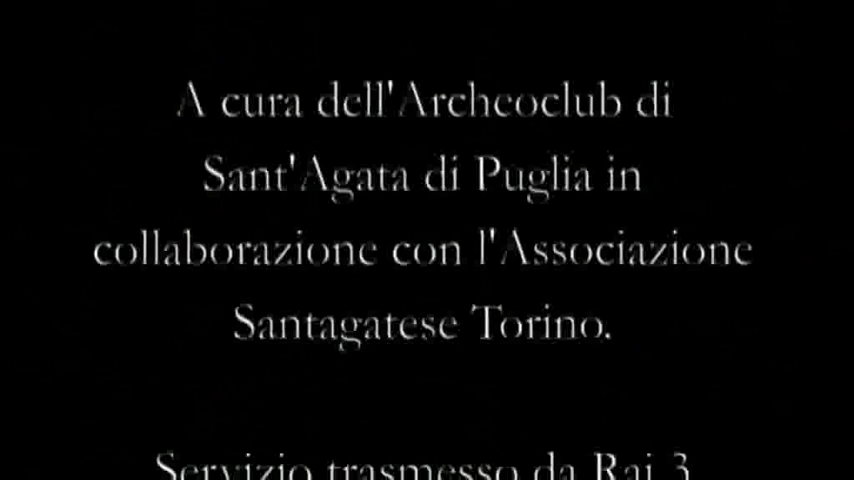 A cura dell'Archeoclub di
Sant'Agata di Puglia in
collaborazione con l'Associazione
Santagatese Torino.
Servizio trasmesso da Rai 3